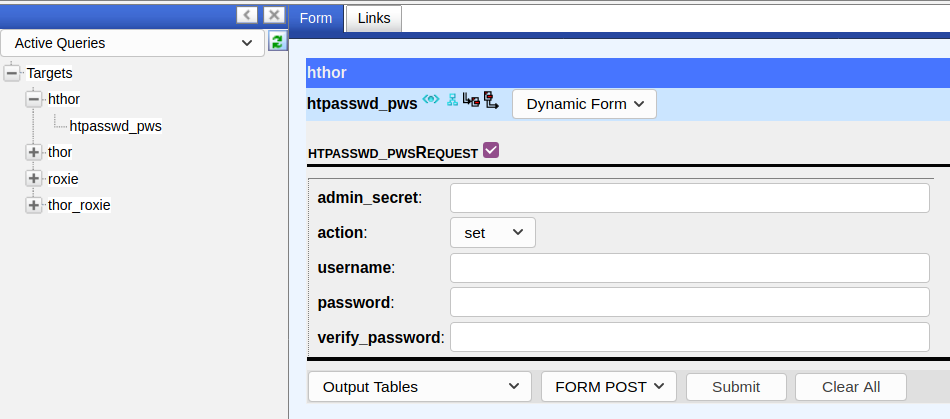 Form
Links
Active Queries
Targets
hthor
htpasswd_pws
thor
roxie
thor_roxie
hthor
htpasswd_pws
Dynamic Form
HTPASSWD_PWSREQUEST
admin_secret:
action:
set
username:
password:
verify_password:
Output Tables
FORM POST
Submit
Clear All